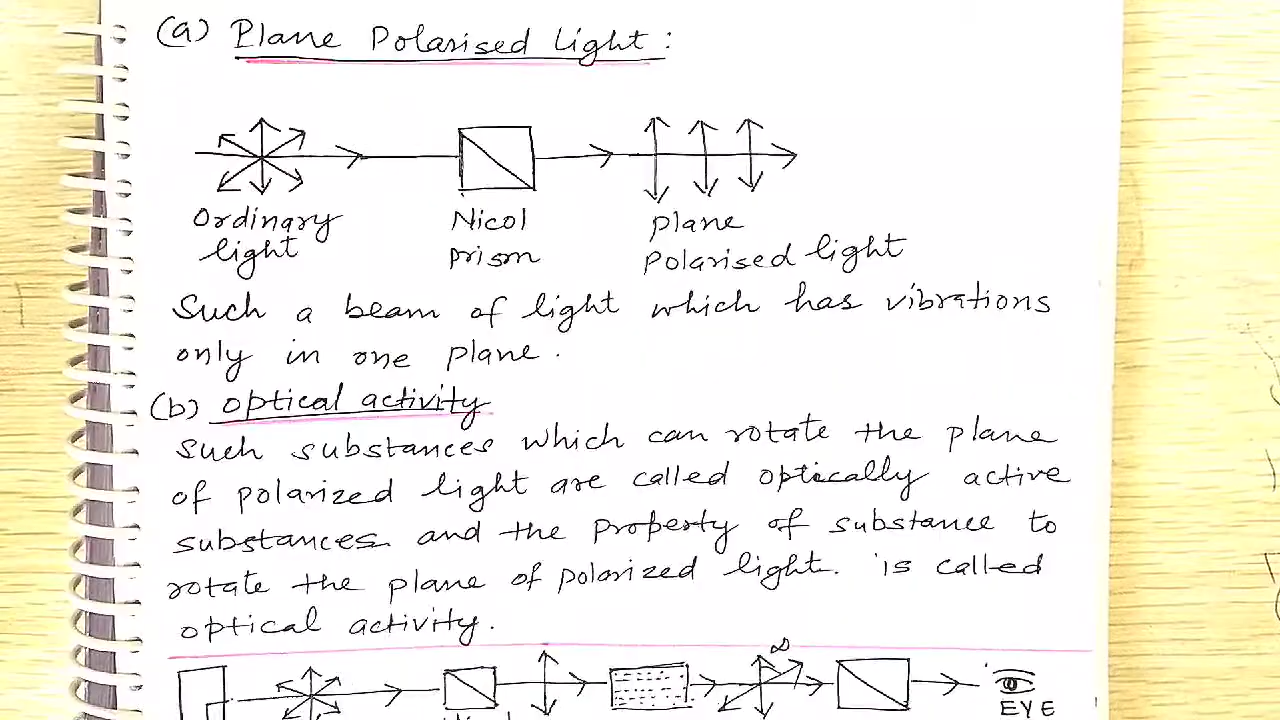 (a) Plane Polarised Light:
Ordinary light
Nicol prism
Plane Polarised light
Such a beam of light which has vibrations
only in one plane.
(b) optical activity
Such substances which can rotate the plane
of polarized light are called optically active
substances and the property of substance to
rotate the plane of polarized light. is called
optical activity.
∞
EYE